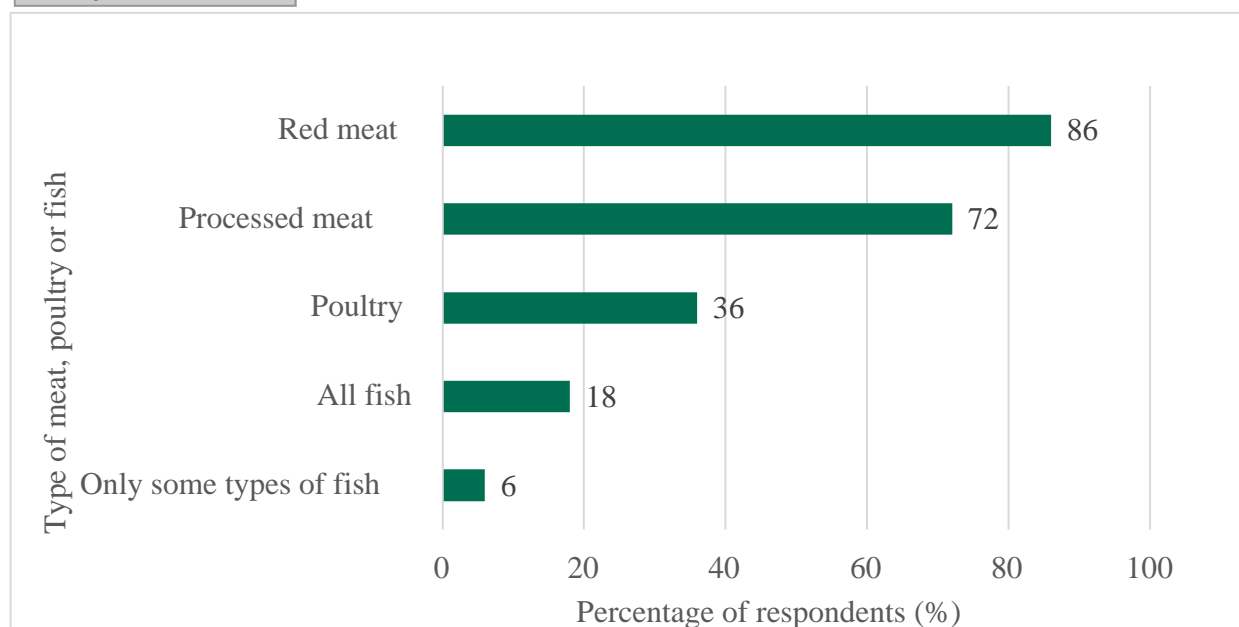 Type of meat, poultry or fish
Red meat 86
Processed meat 72
Poultry 36
All fish 18
Only some types of fish 6
0 20 40 60 80 100
Percentage of respondents (%)